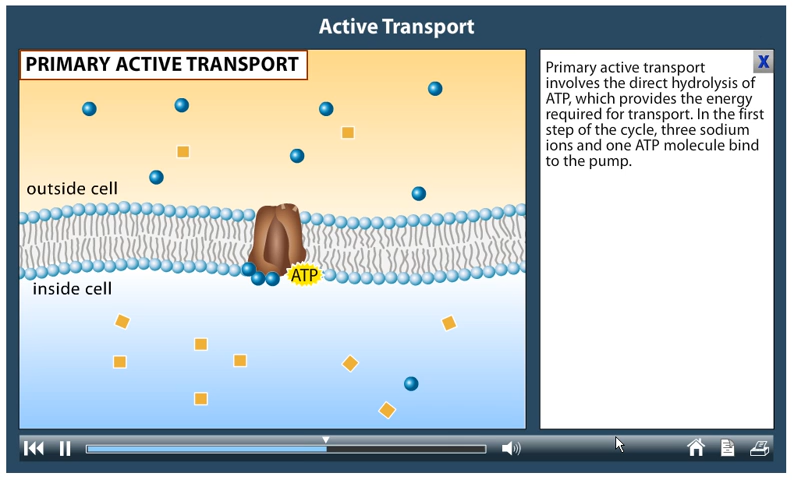 Active Transport
PRIMARY ACTIVE TRANSPORT
X
Primary active transport
involves the direct hydrolysis of
ATP, which provides the energy
required for transport. In the first
step of the cycle, three sodium
ions and one ATP molecule bind
to the pump.
outside cell
ATP
inside cell